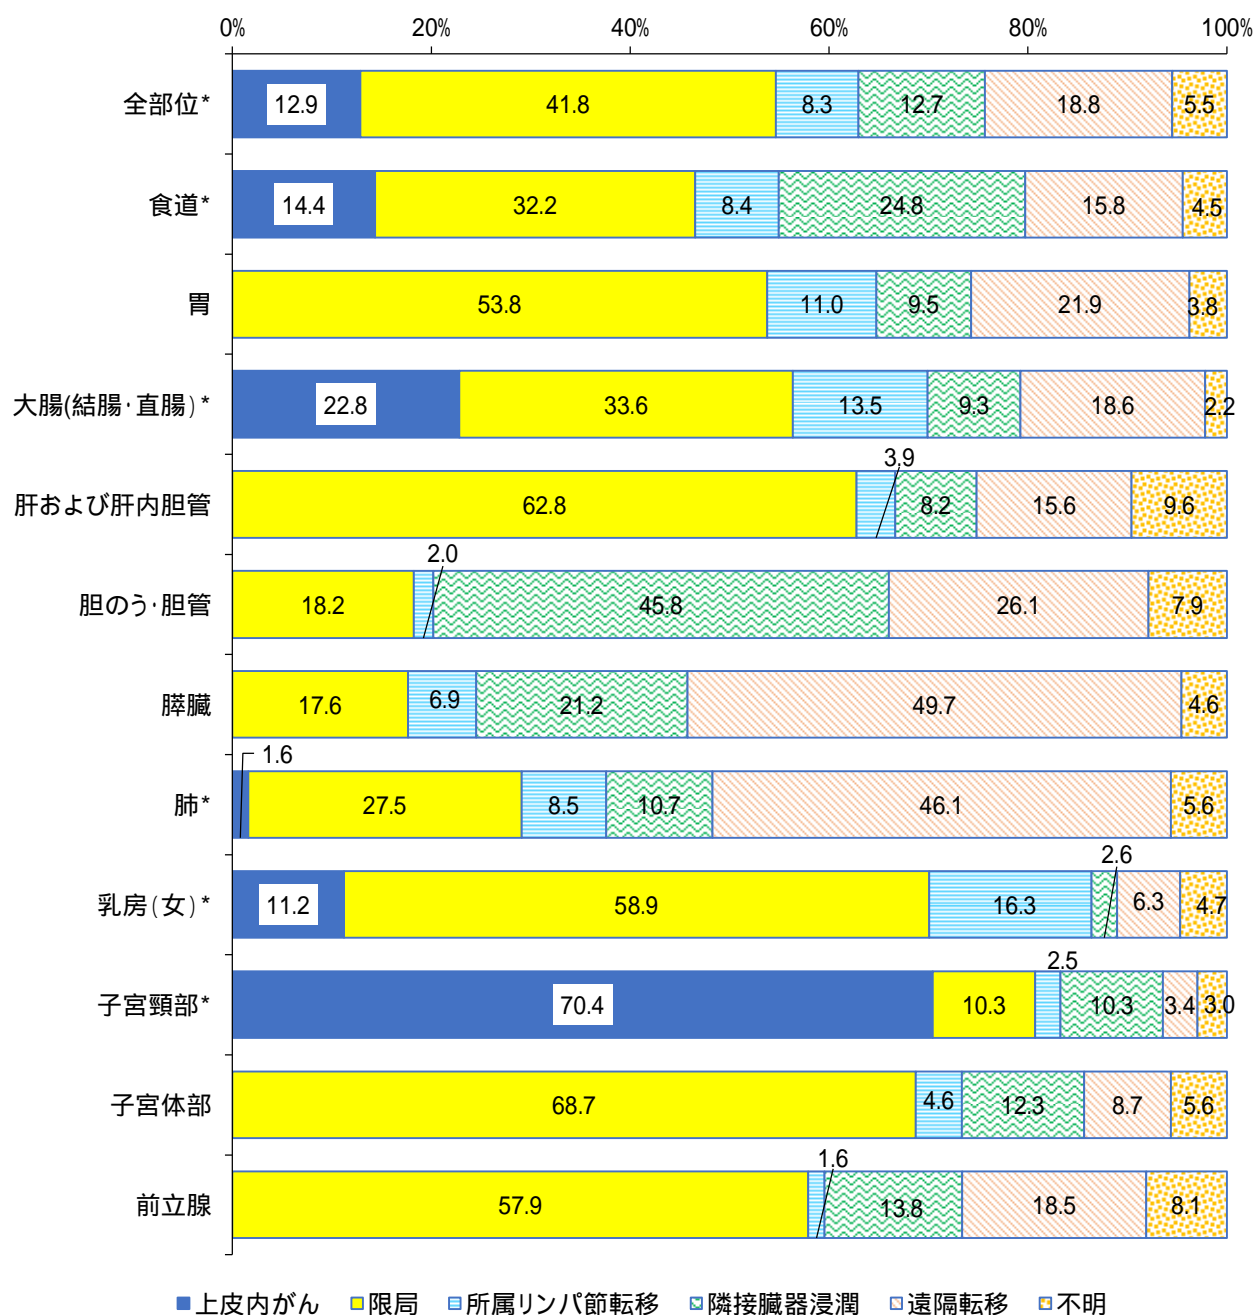 0% 20% 40% 60% 80% 100%
全部位* 12.9 41.8 8.3 12.7 18.8 5.5
食道* 14.4 32.2 8.4 24.8 15.8 4.5
胃 53.8 11.0 9.5 21.9 3.8
大腸(結腸・直腸)* 22.8 33.6 13.5 9.3 18.6 2.2
3.9
肝および肝内胆管 62.8 8.2 15.6 9.6
2.0
胆のう・胆管 18.2 45.8 26.1 7.9
膵臓 17.6 6.9 21.2 49.7 4.6
1.6
肺* 27.5 8.5 10.7 46.1 5.6
2.6
乳房(女)* 11.2 58.9 16.3 6.3 4.7
2.5
子宮頸部* 70.4 10.3 10.3 3.4 3.0
子宮体部 68.7 4.6 12.3 8.7 5.6
1.6
前立腺 57.9 13.8 18.5 8.1
上皮内がん 限局 所属リンパ節転移 隣接臓器浸潤 遠隔転移 不明